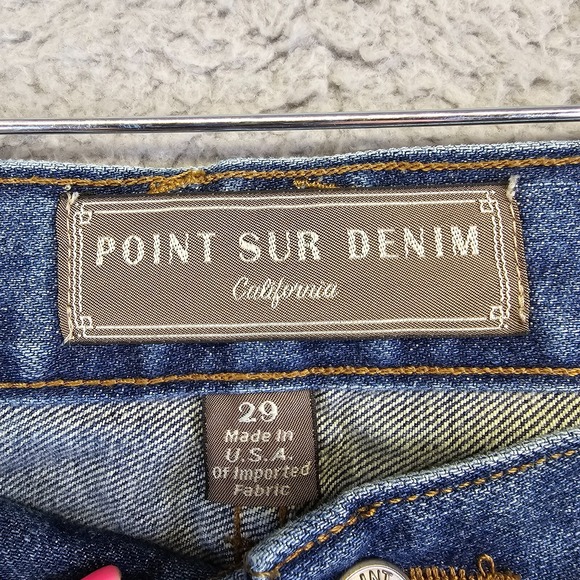 POINT SUR DENIM
California
29
Made In
U.S.A.
Of Imported
Fabric